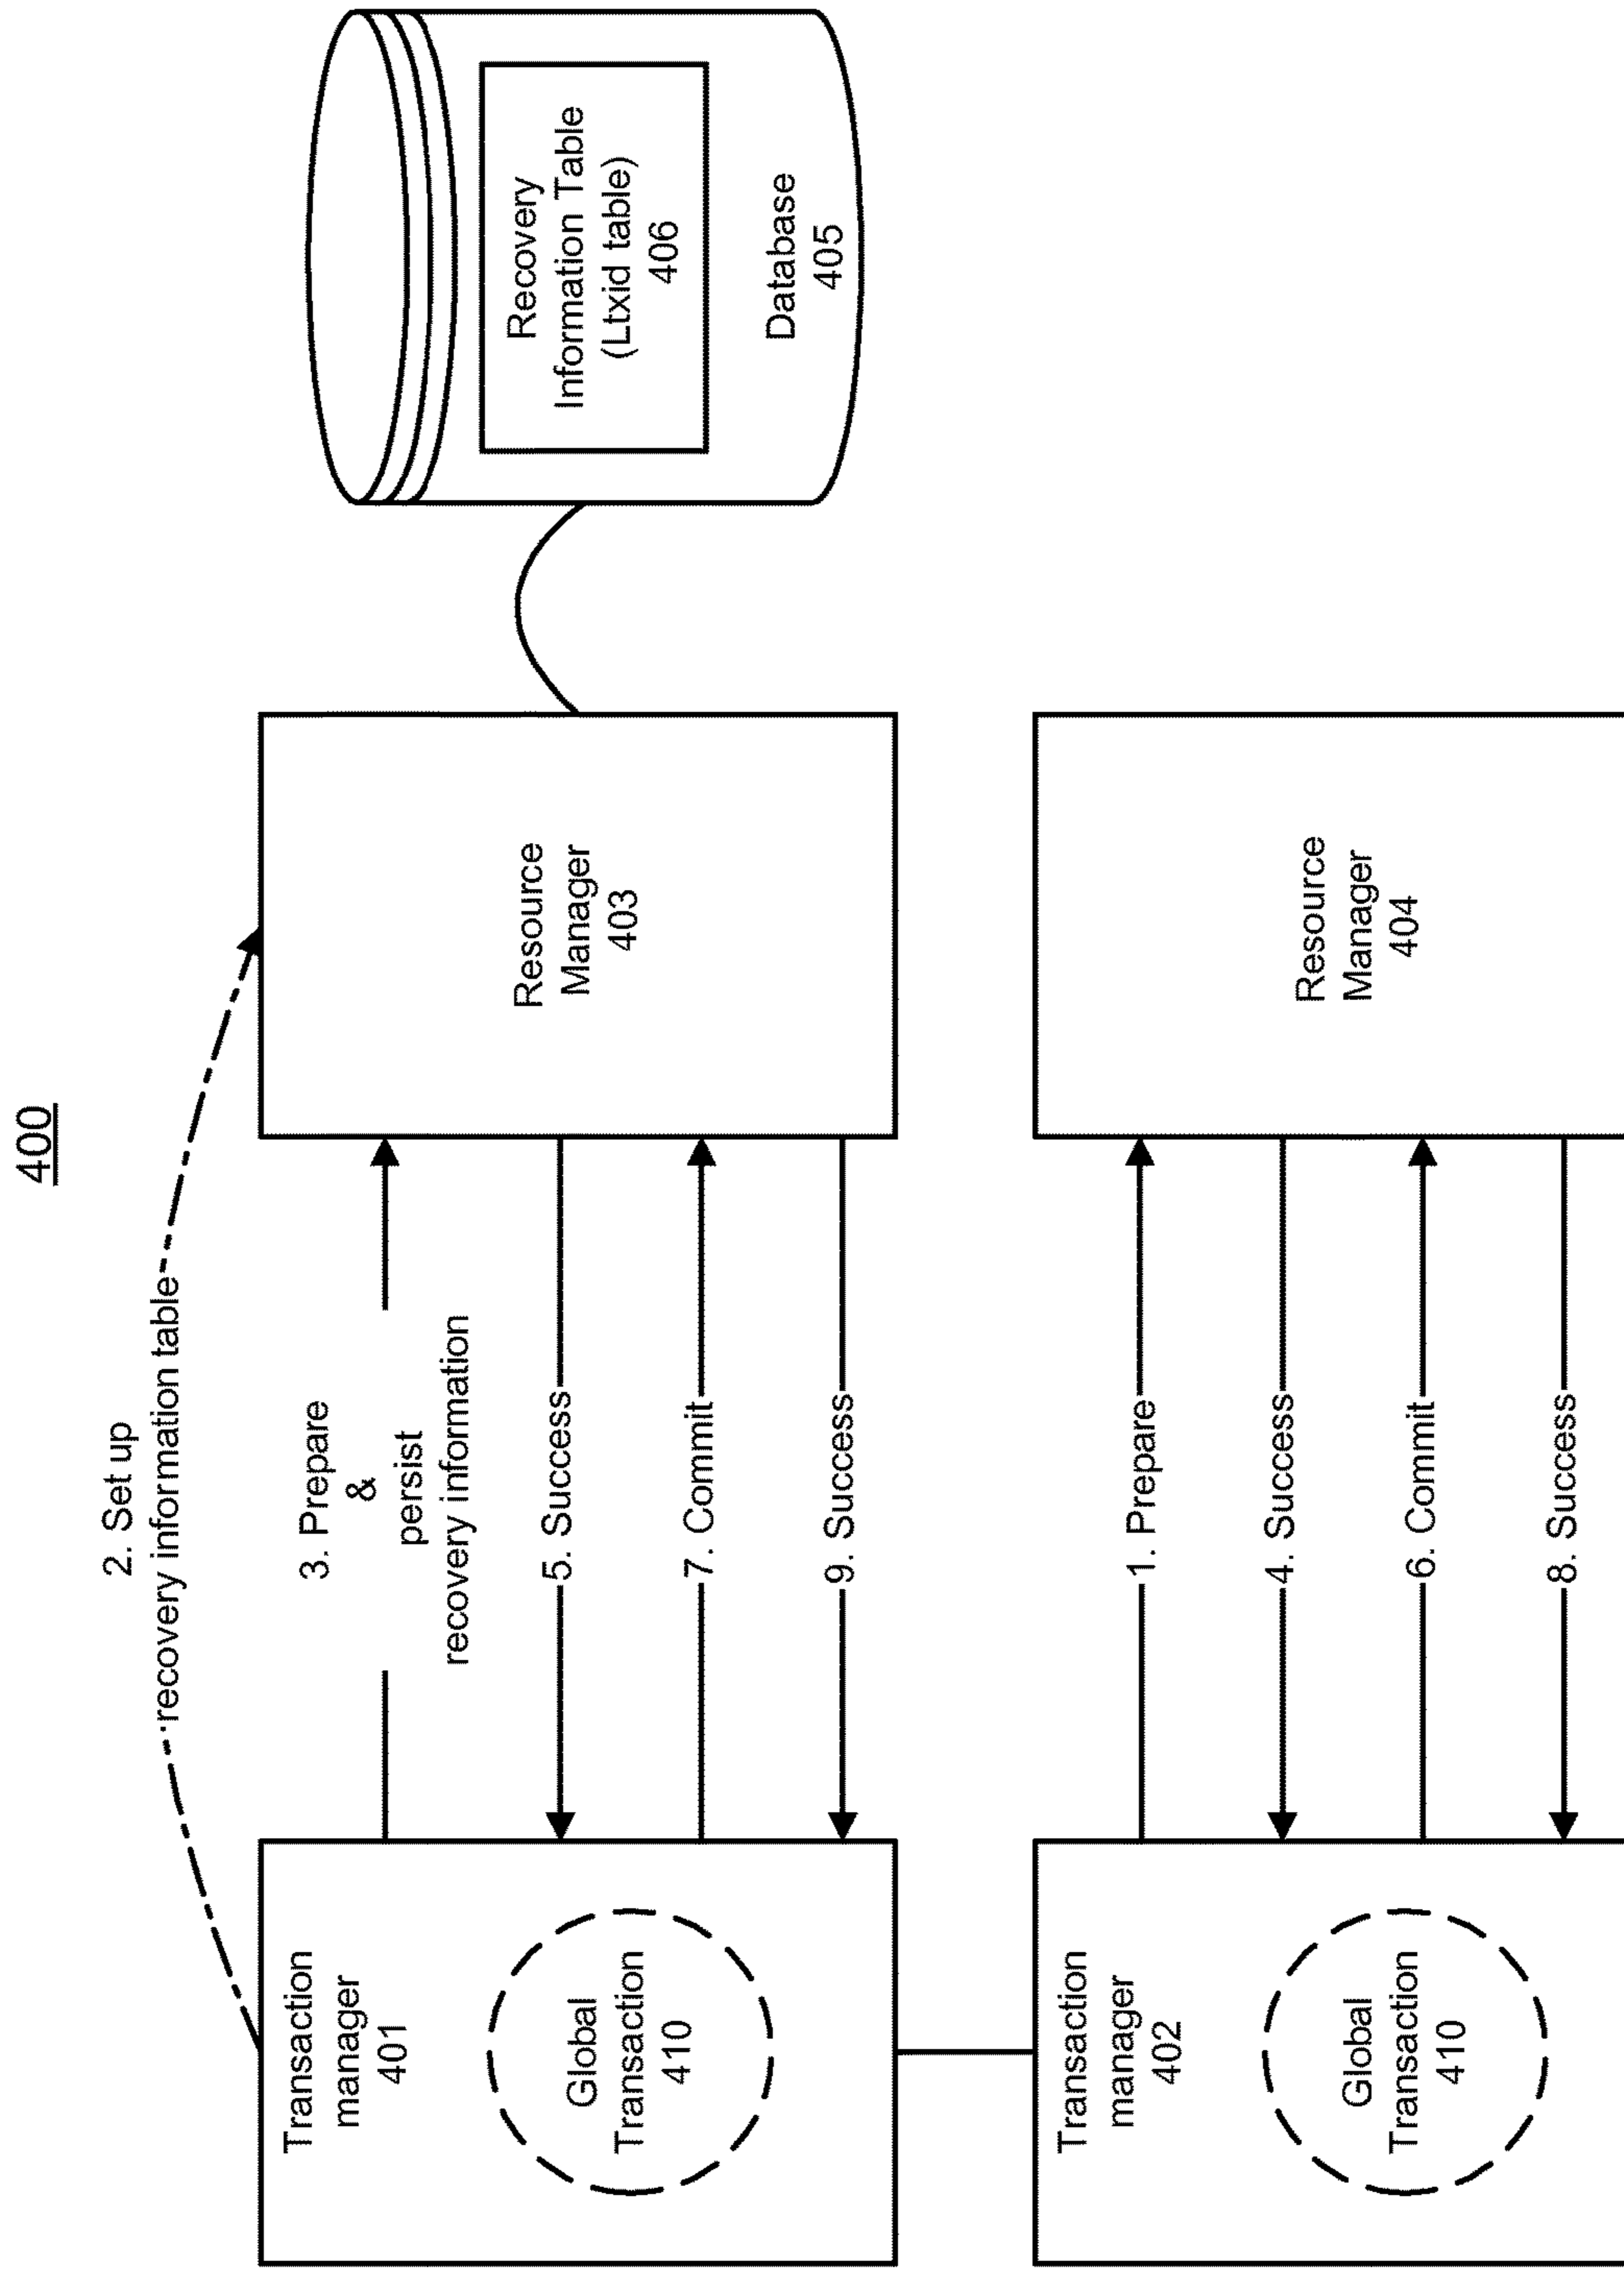 400
2. Set up
recovery information table
Transaction
manager
401
Global
Transaction
410
3. Prepare
&
persist
recovery information
5. Success
7. Commit
9. Success
Resource
Manager
403
Recovery
Information Table
(Ltxid table)
406
Database
405
Transaction
manager
402
Global
Transaction
410
1. Prepare
4. Success
6. Commit
8. Success
Resource
Manager
404